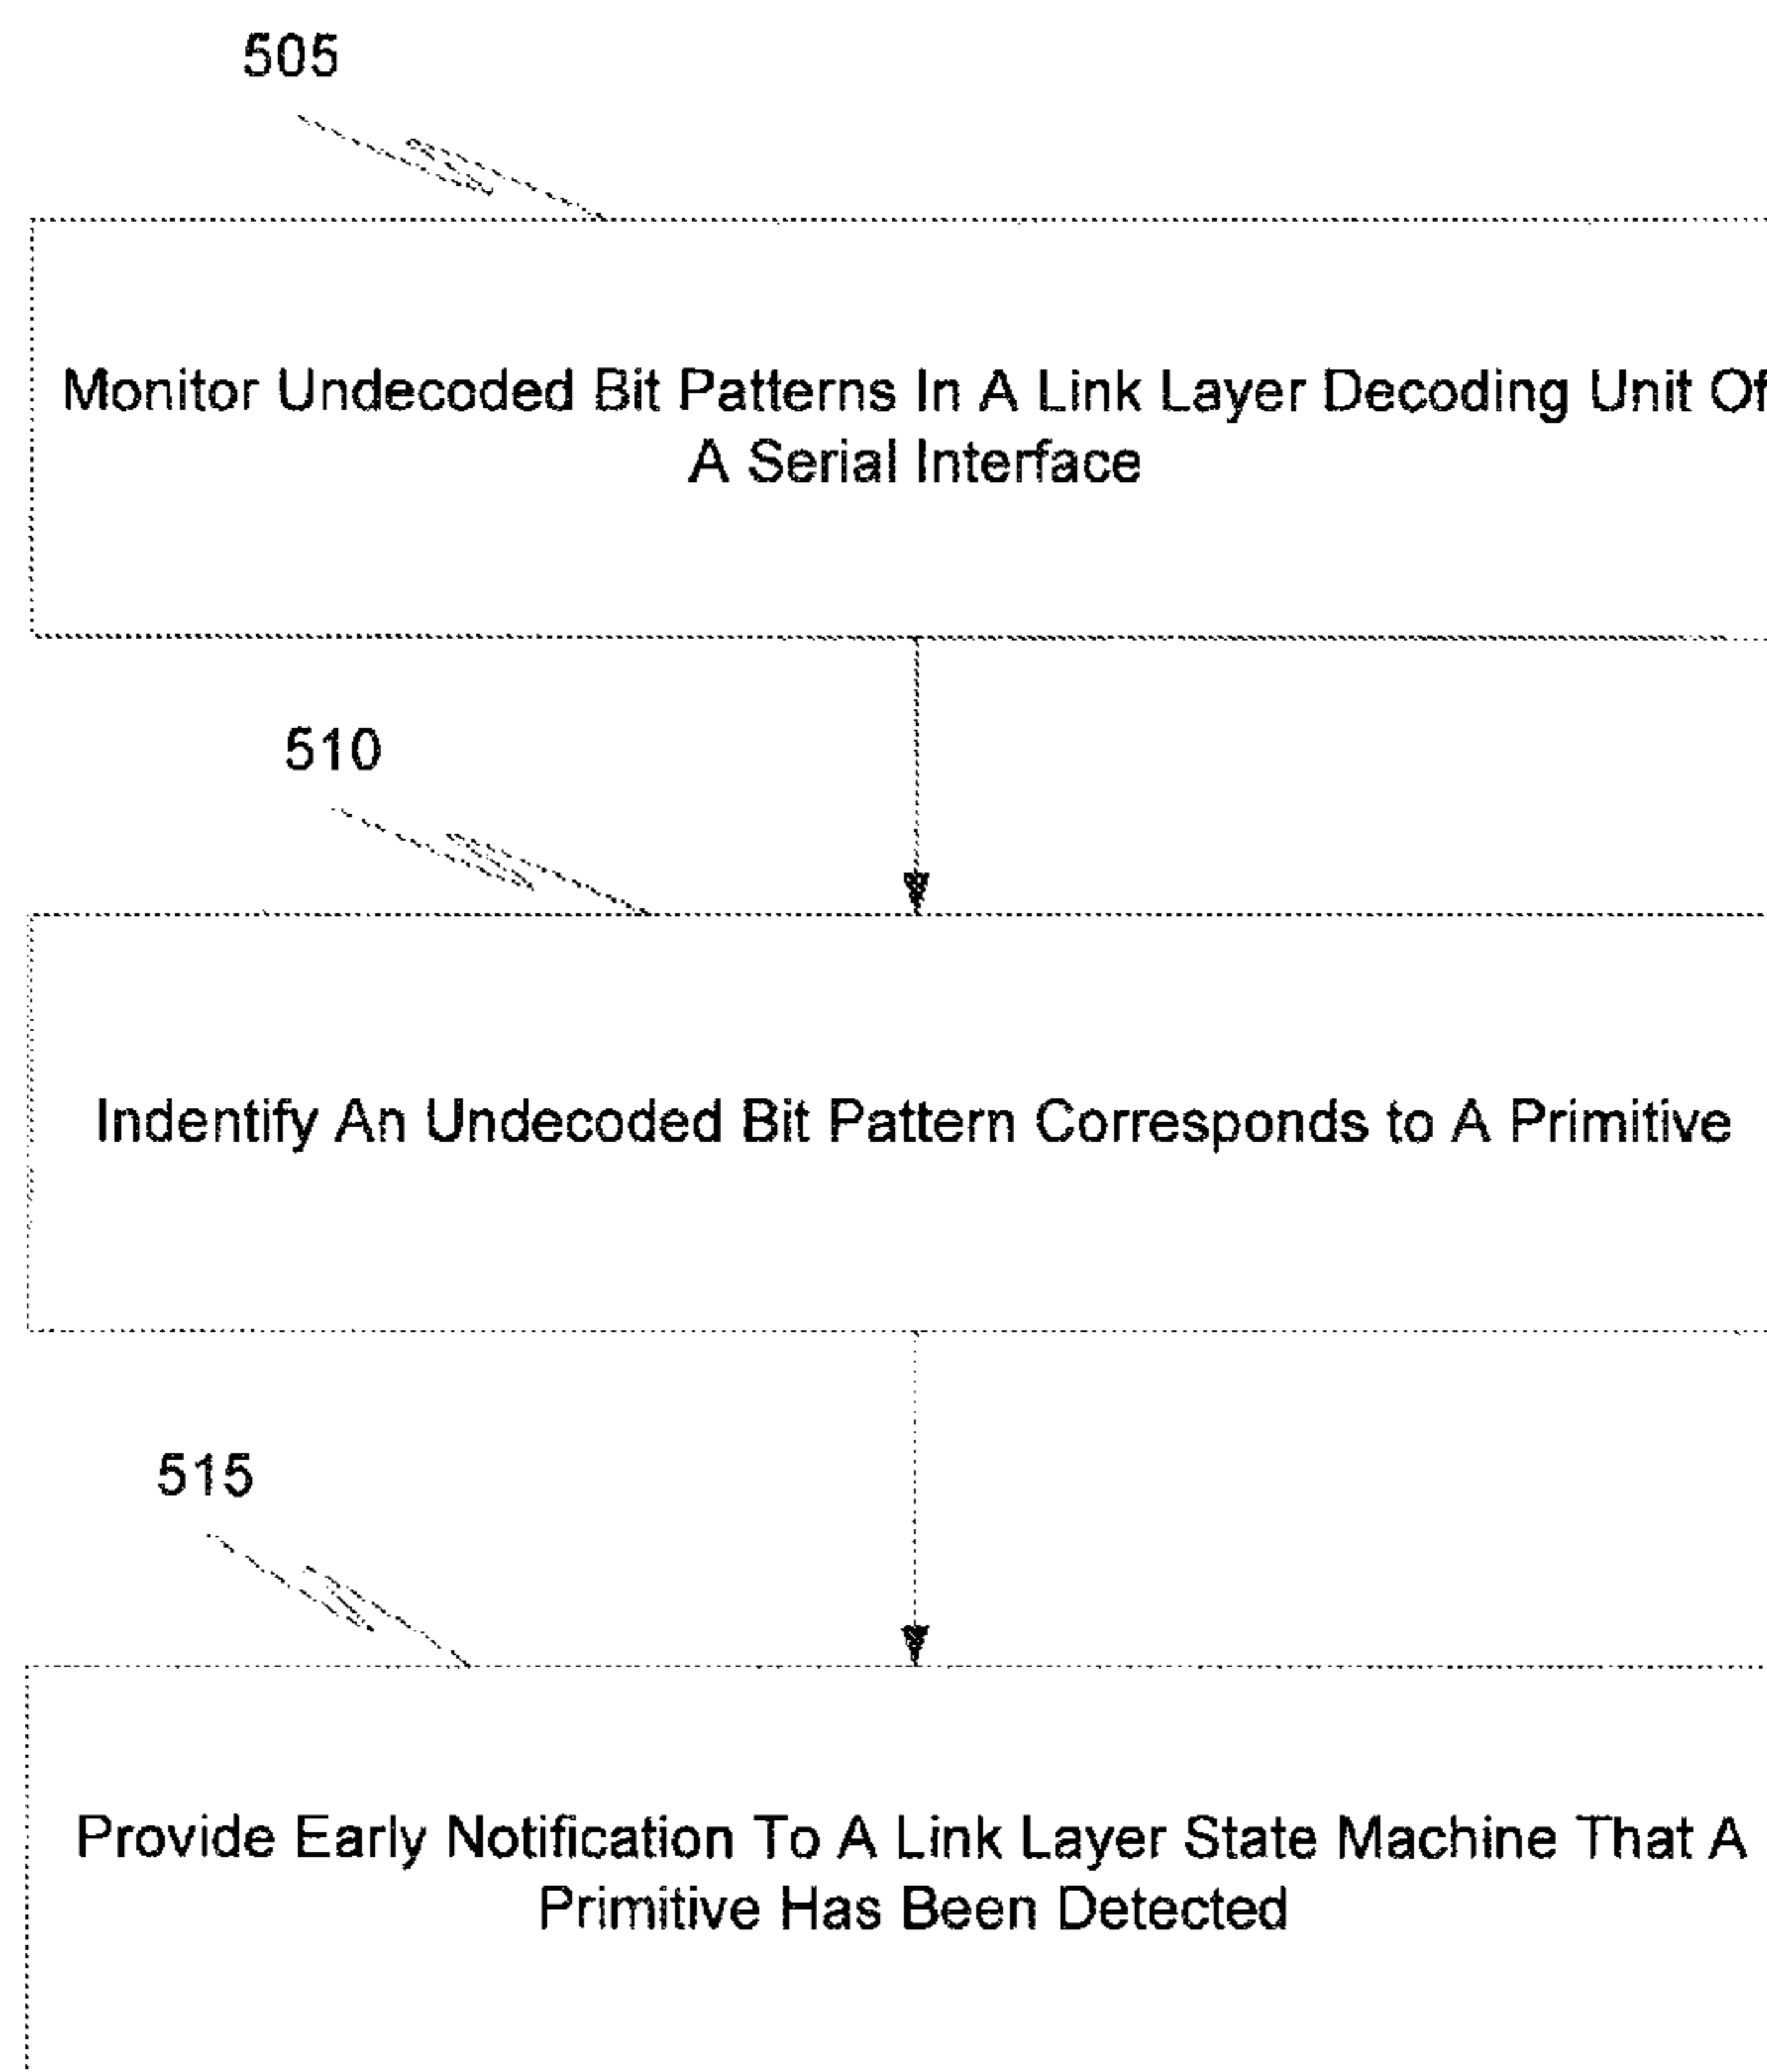 505
Monitor Undecoded Bit Patterns In A Link Layer Decoding Unit Of
A Serial Interface
510
Indentify An Undecoded Bit Pattern Corresponds to A Primitive
515
Provide Early Notification To A Link Layer State Machine That A
Primitive Has Been Detected